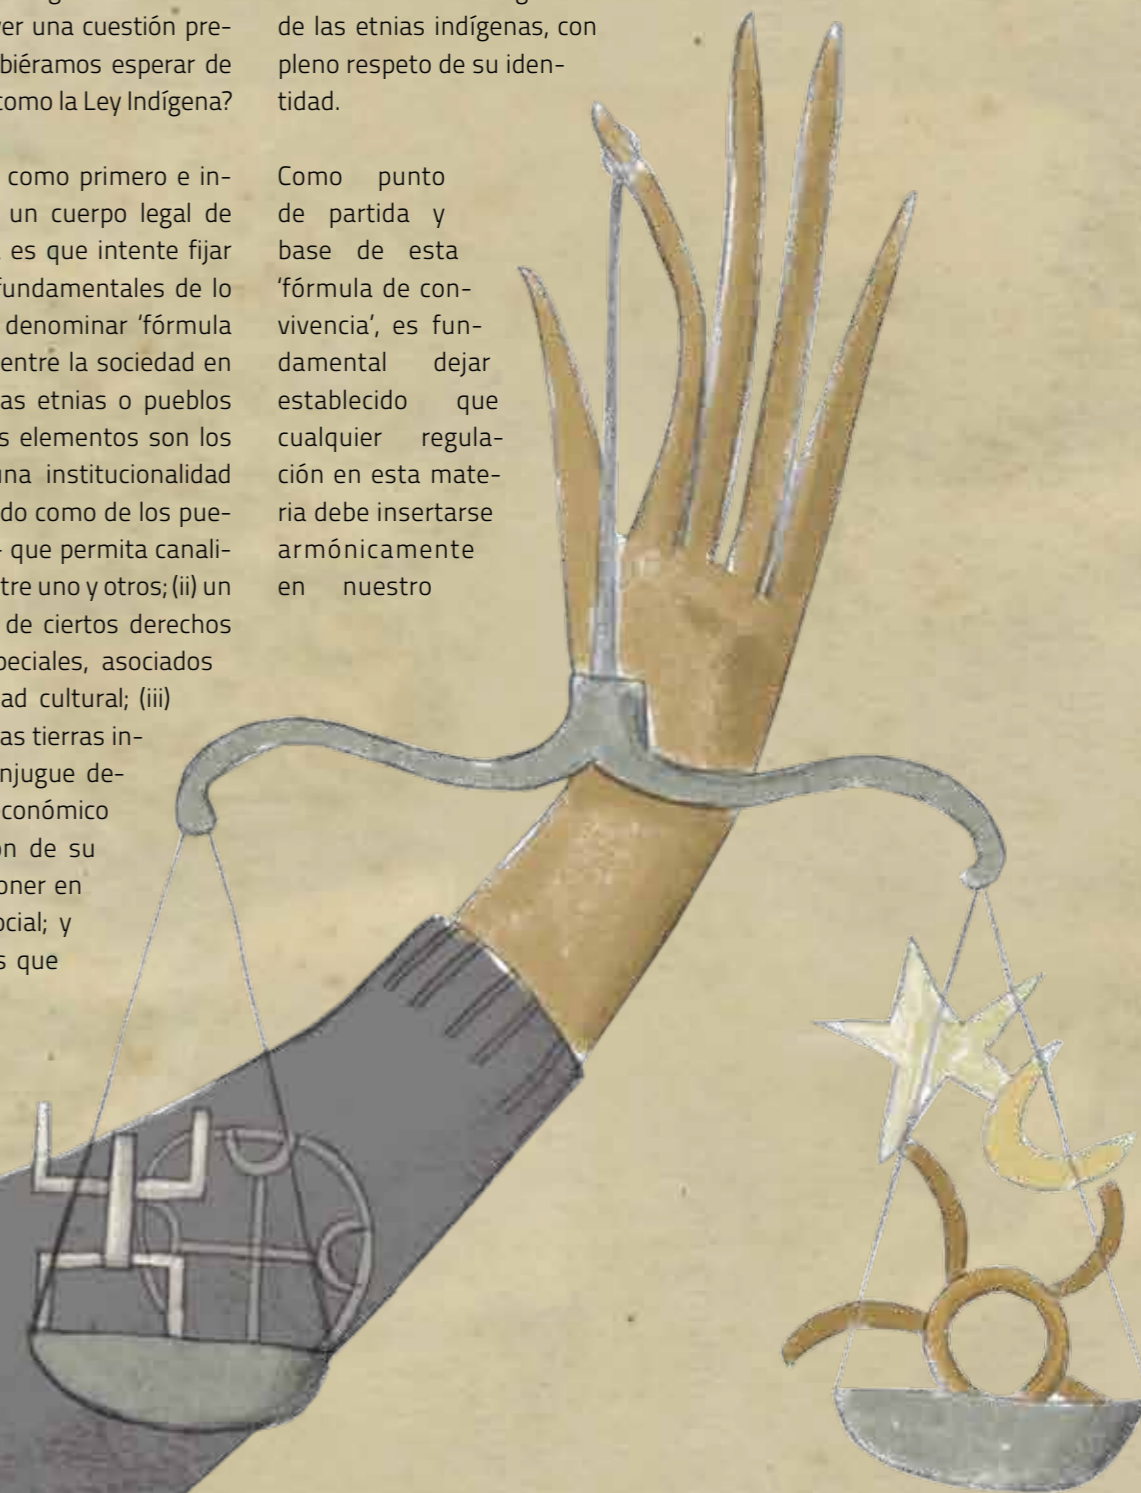 ver una cuestión pre-
biéramos esperar de
como la Ley Indígena?
como primero e in-
un cuerpo legal de
es que intente fijar
fundamentales de lo
denominar 'fórmula
entre la sociedad en
as etnias o pueblos
s elementos son los
una institucionalidad
do como de los pue-
que permita canali-
tre uno y otros; (ii) un
de ciertos derechos
peciales, asociados
ad cultural; (iii)
as tierras in-
njugue de-
económico
ón de su
oner en
ocial; y
s que
de las etnias indígenas, con
pleno respeto de su iden-
tidad.
Como punto
de partida y
base de esta
'fórmula de con-
vivencia', es fun-
damental dejar
establecido que
cualquier regula-
ción en esta mate-
ria debe insertarse
armónicamente
en nuestro